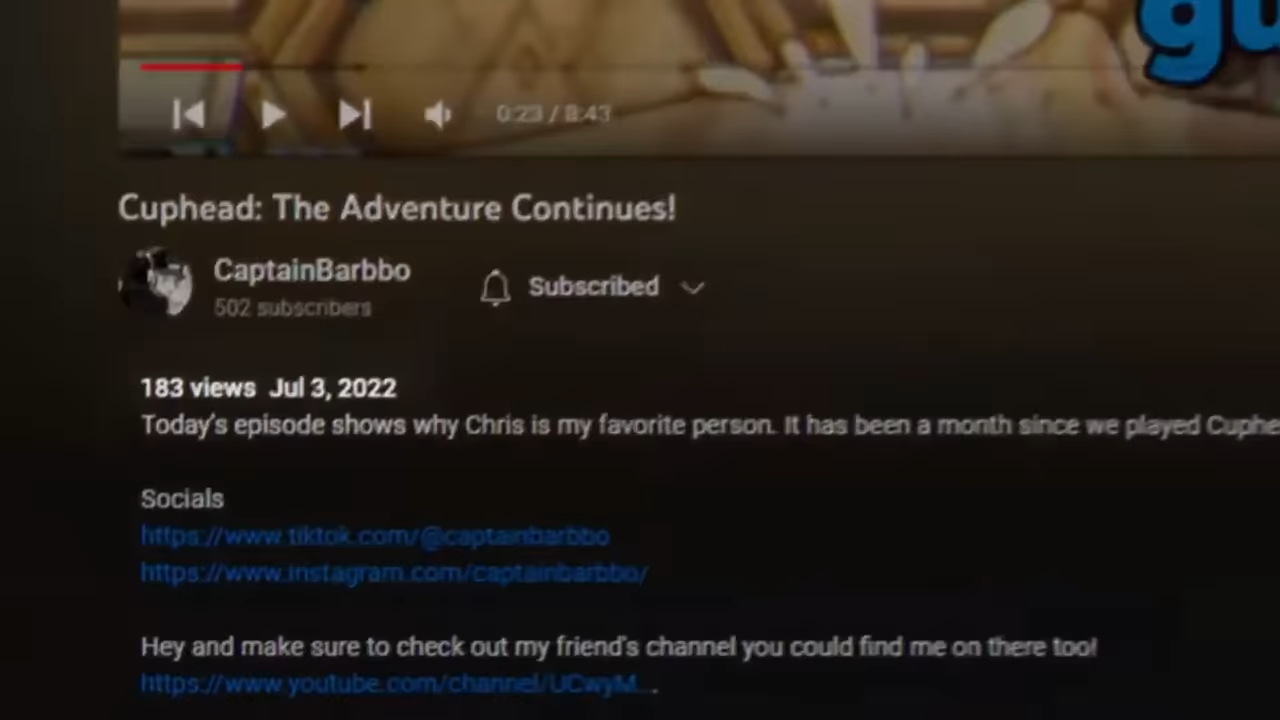 gu
0:23 / 8:43
Cuphead: The Adventure Continues!
CaptainBarbbo
502 subscribers
Subscribed
183 views Jul 3, 2022
Today's episode shows why Chris is my favorite person. It has been a month since we played Cuphe
Socials
https://www.tiktok.com/@captainbarbbo
https://www.instagram.com/captainbarbbo/
Hey and make sure to check out my friend's channel you could find me on there too!
https://www.youtube.com/channel/UCwyM...